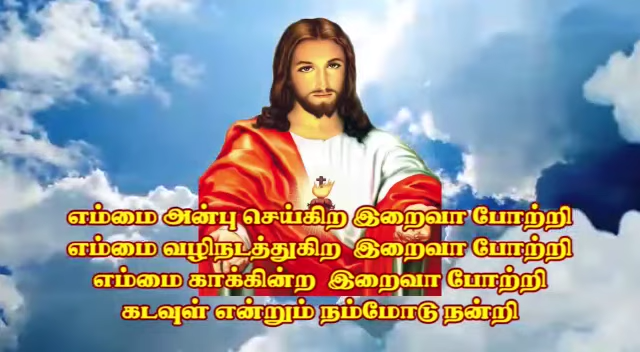 எம்மை அன்பு செய்கிற இறைவா போற்றி
எம்மை வழிநடத்துகிற இறைவா போற்றி
எம்மை காக்கின்ற இறைவா போற்றி
கடவுள் என்றும் நம்மோடு நன்றி